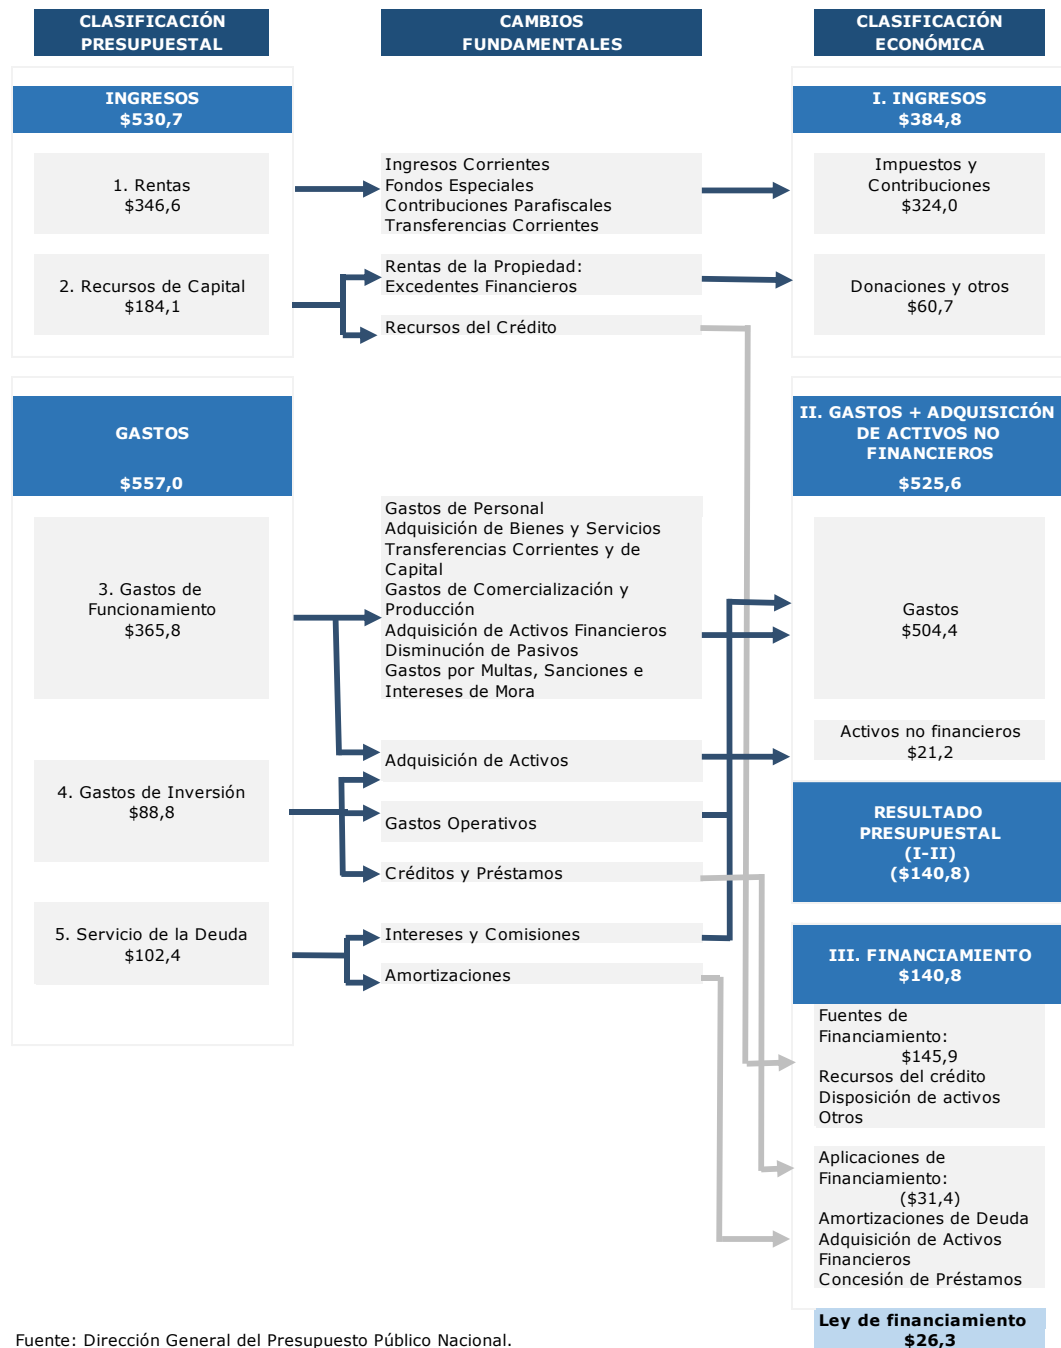 CLASIFICACIÓN
PRESUPUESTAL
CAMBIOS
FUNDAMENTALES
CLASIFICACIÓN
ECONÓMICA
INGRESOS
$530,7
1. Rentas
$346,6
2. Recursos de Capital
$184,1
Ingresos Corrientes
Fondos Especiales
Contribuciones Parafiscales
Transferencias Corrientes
Rentas de la Propiedad:
Excedentes Financieros
Recursos del Crédito
I. INGRESOS
$384,8
Impuestos y
Contribuciones
$324,0
Donaciones y otros
$60,7
GASTOS
$557,0
3. Gastos de
Funcionamiento
$365,8
4. Gastos de Inversión
$88,8
5. Servicio de la Deuda
$102,4
Gastos de Personal
Adquisición de Bienes y Servicios
Transferencias Corrientes y de
Capital
Gastos de Comercialización y
Producción
Adquisición de Activos Financieros
Disminución de Pasivos
Gastos por Multas, Sanciones e
Intereses de Mora
Adquisición de Activos
Gastos Operativos
Créditos y Préstamos
Intereses y Comisiones
Amortizaciones
II. GASTOS + ADQUISICIÓN
DE ACTIVOS NO
FINANCIEROS
$525,6
Gastos
$504,4
Activos no financieros
$21,2
RESULTADO
PRESUPUESTAL
(I-II)
($140,8)
III. FINANCIAMIENTO
$140,8
Fuentes de
Financiamiento:
$145,9
Recursos del crédito
Disposición de activos
Otros
Aplicaciones de
Financiamiento:
($31,4)
Amortizaciones de Deuda
Adquisición de Activos
Financieros
Concesión de Préstamos
Ley de financiamiento
$26,3
Fuente: Dirección General del Presupuesto Público Nacional.